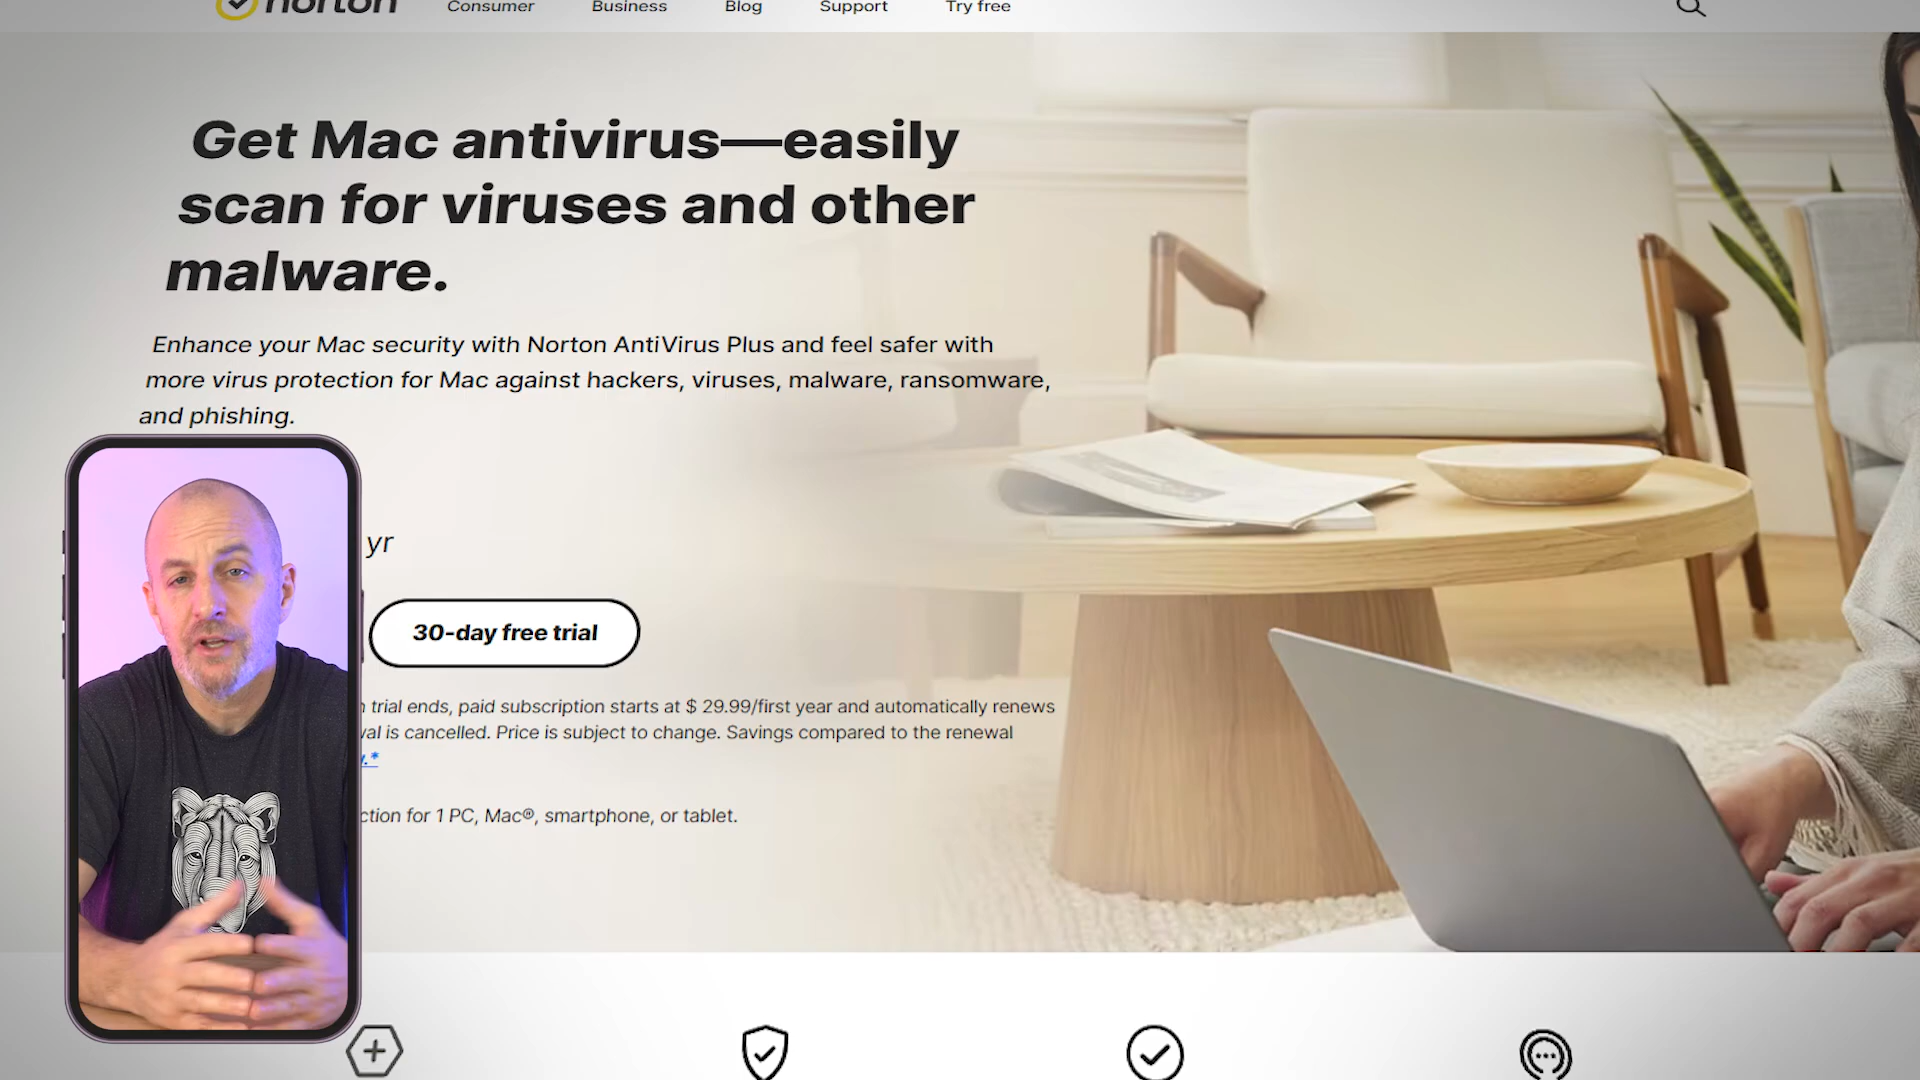 norton
Consumer
Business
Blog
Support
Try free
Get Mac antivirus—easily
scan for viruses and other
malware.
Enhance your Mac security with Norton AntiVirus Plus and feel safer with
more virus protection for Mac against hackers, viruses, malware, ransomware,
and phishing.
yr
30-day free trial
trial ends, paid subscription starts at $ 29.99/first year and automatically renews
is cancelled. Price is subject to change. Savings compared to the renewal
for 1 PC, Mac®, smartphone, or tablet.